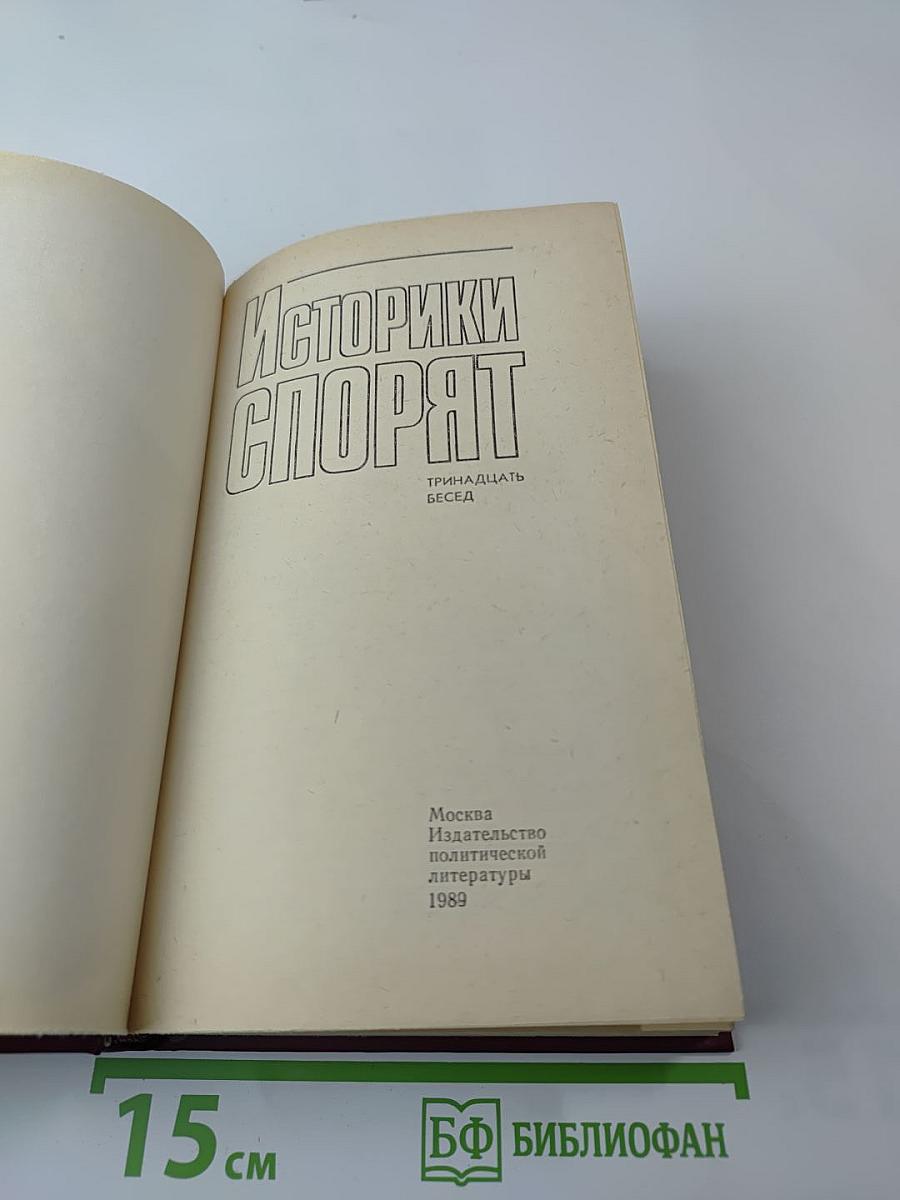 Историки
спорят
ТРИНАДЦАТЬ
БЕСЕД
Москва
Издательство
политической
литературы
1989
15 см
БФ БИБЛИОФАН